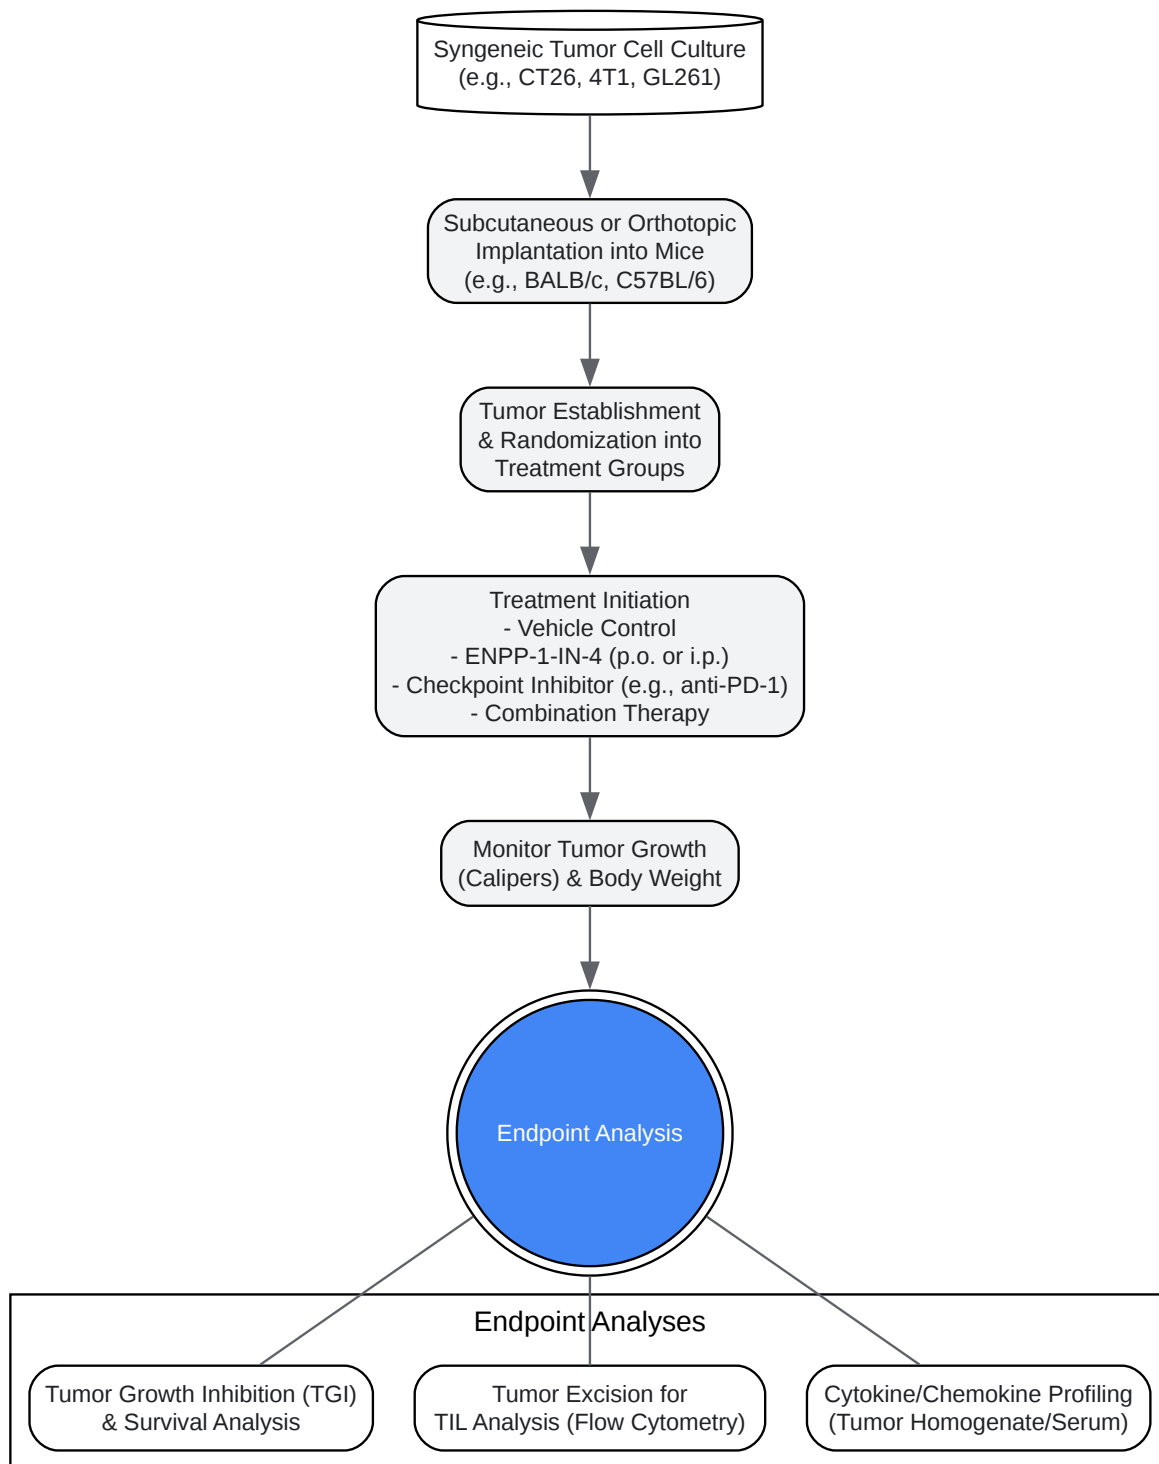 Syngeneic Tumor Cell Culture
(e.g., CT26, 4T1, GL261)
Subcutaneous or Orthotopic
Implantation into Mice
(e.g., BALB/c, C57BL/6)
Tumor Establishment
& Randomization into
Treatment Groups
Treatment Initiation
- Vehicle Control
- ENPP-1-IN-4 (p.o. or i.p.)
- Checkpoint Inhibitor (e.g., anti-PD-1)
- Combination Therapy
Monitor Tumor Growth
(Calipers) & Body Weight
Endpoint Analysis
Endpoint Analyses
Tumor Growth Inhibition (TGI)
& Survival Analysis
Tumor Excision for
TIL Analysis (Flow Cytometry)
Cytokine/Chemokine Profiling
(Tumor Homogenate/Serum)